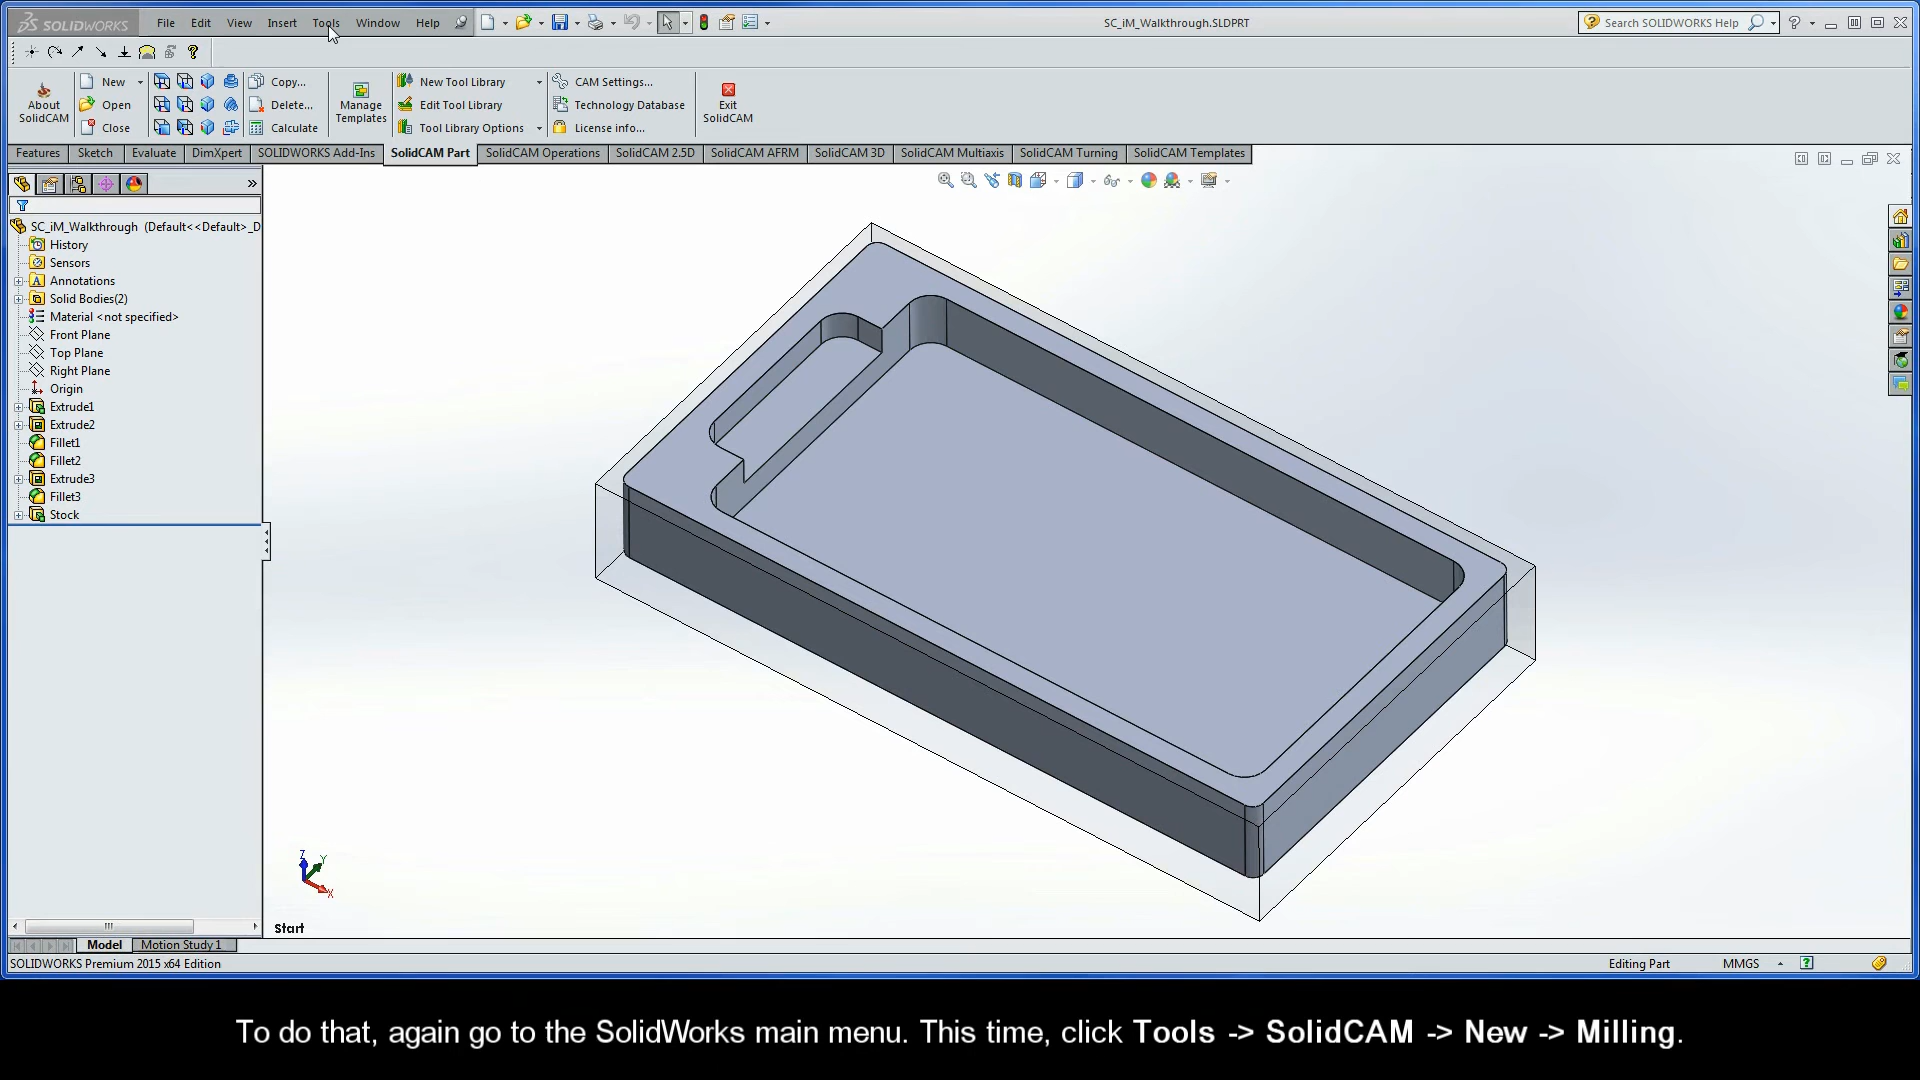 SOLIDWORKS File Edit View Insert Tools Window Help SC_iM_Walkthrough.SLDPRT Search SOLIDWORKS Help
About SolidCAM
New
Open
Close
Copy...
Delete...
Calculate
Manage Templates
New Tool Library
Edit Tool Library
Tool Library Options
CAM Settings...
Technology Database
License info...
Exit SolidCAM
Features Sketch Evaluate DimXpert SOLIDWORKS Add-Ins SolidCAM Part SolidCAM Operations SolidCAM 2.5D SolidCAM AFRM SolidCAM 3D SolidCAM Multiaxis SolidCAM Turning SolidCAM Templates
SC_iM_Walkthrough (Default<<Default>_D
History
Sensors
Annotations
Solid Bodies(2)
Material <not specified>
Front Plane
Top Plane
Right Plane
Origin
Extrude1
Extrude2
Fillet1
Fillet2
Extrude3
Fillet3
Stock
Z
Y
X
Start
Model Motion Study 1
SOLIDWORKS Premium 2015 x64 Edition Editing Part MMGS
To do that, again go to the SolidWorks main menu. This time, click Tools -> SolidCAM -> New -> Milling.